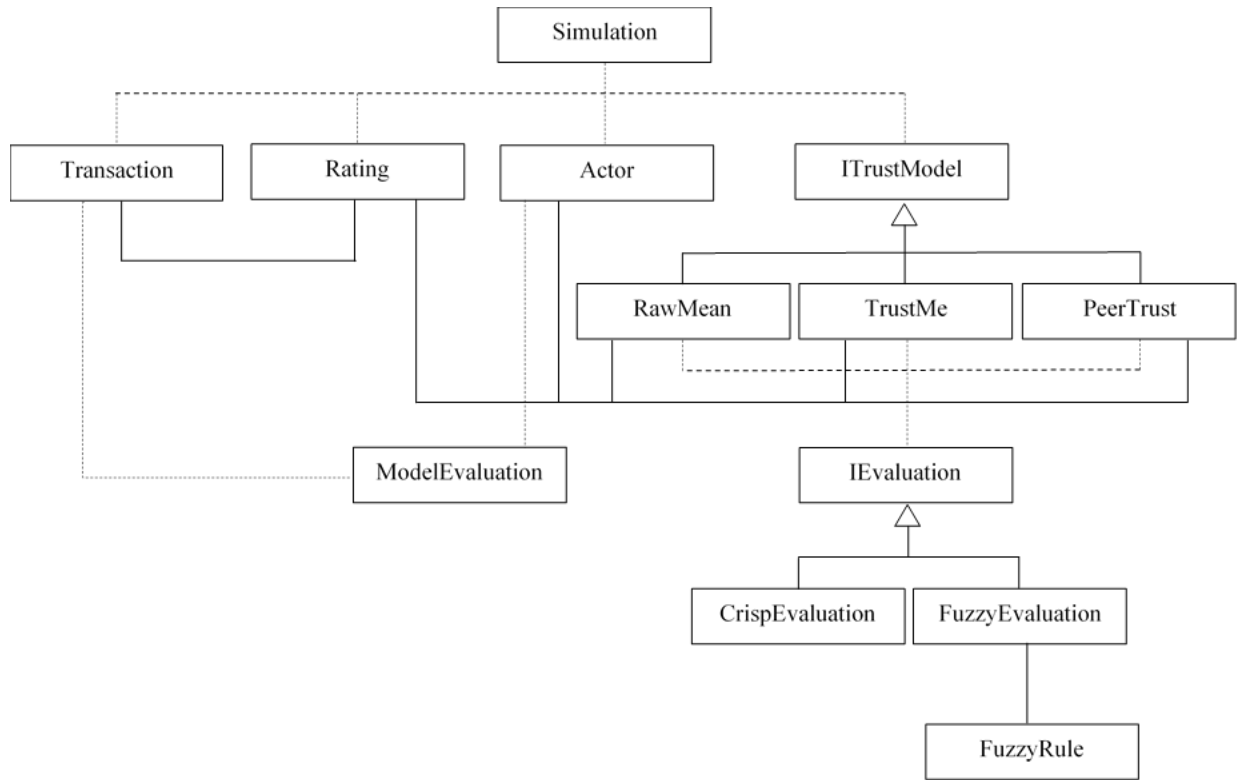 Simulation
Transaction
Rating
Actor
ITrustModel
RawMean
TrustMe
PeerTrust
ModelEvaluation
IEvaluation
CrispEvaluation
FuzzyEvaluation
FuzzyRule